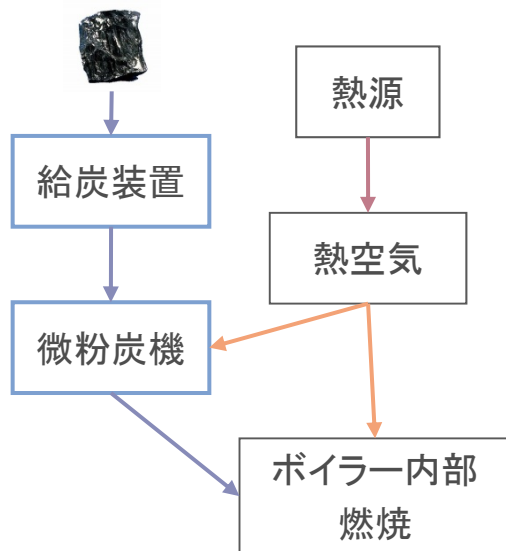 熱源
給炭装置
熱空気
微粉炭機
ボイラー内部
燃焼